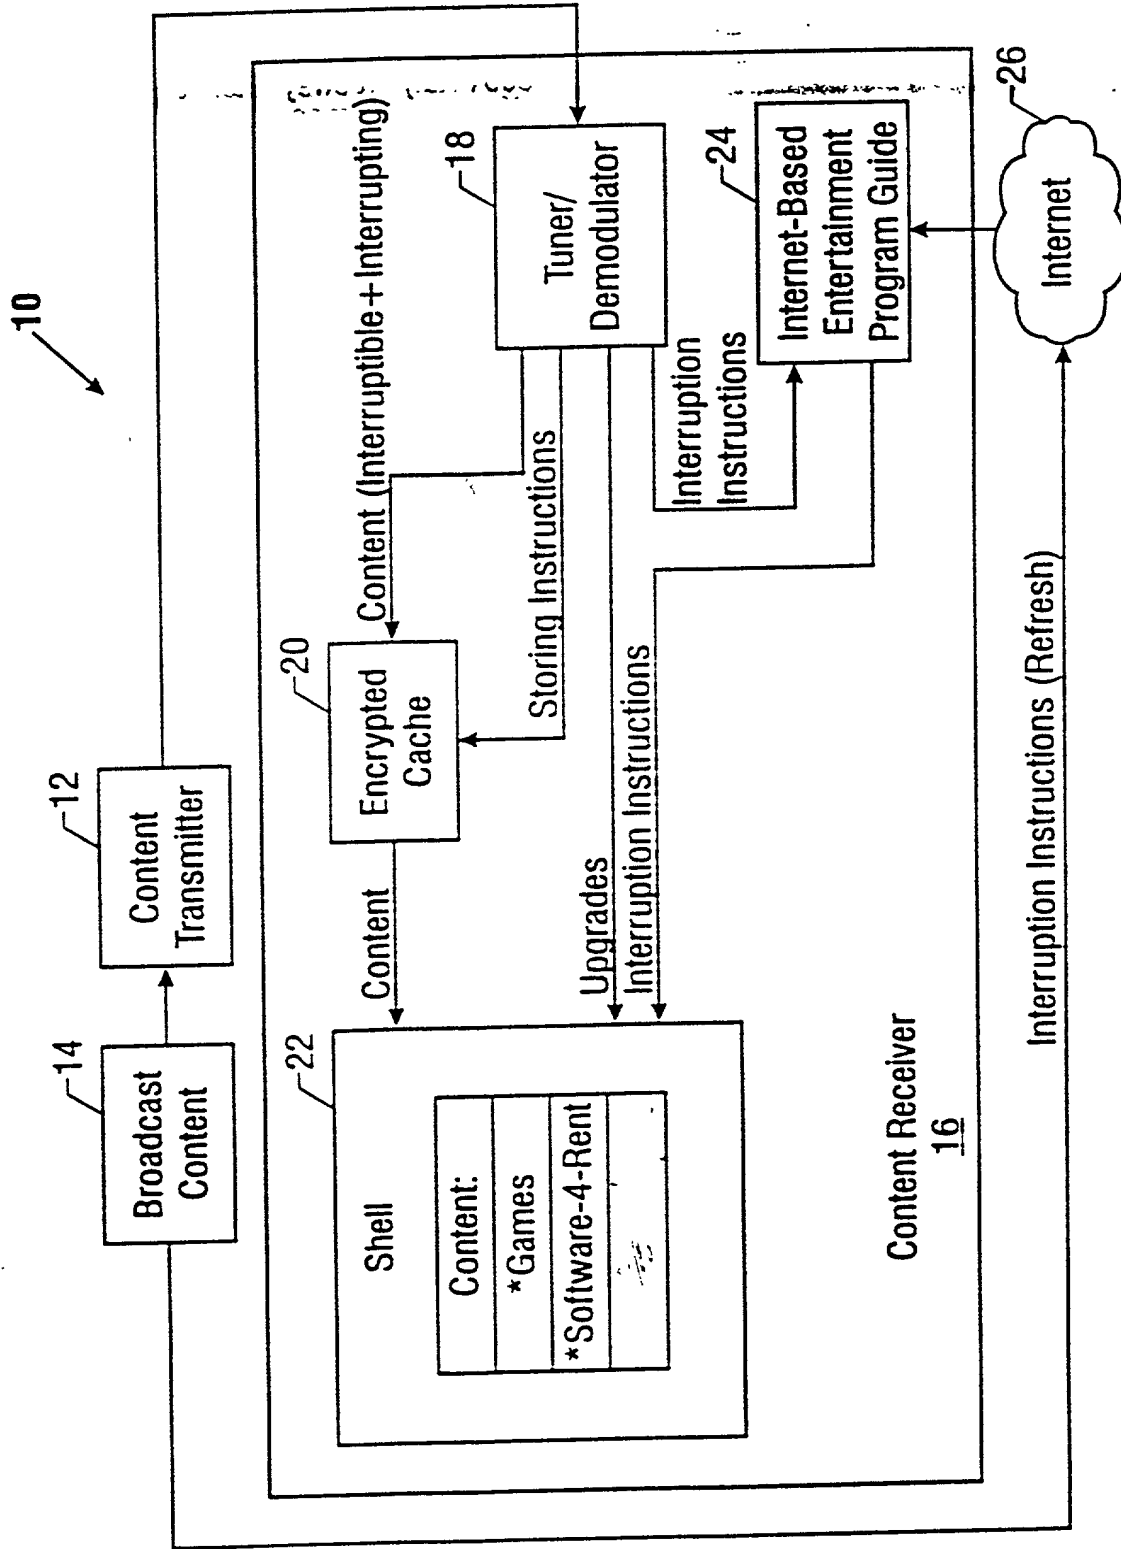 10
14
Broadcast
Content
12
Content
Transmitter
22
Shell
Content:
*Games
*Software-4-Rent
Content
20
Encrypted
Cache
Content (Interruptible+Interrupting)
Storing Instructions
18
Tuner/
Demodulator
Upgrades
Interruption Instructions
Interruption
Instructions
24
Internet-Based
Entertainment
Program Guide
Content Receiver
16
26
Internet
Interruption Instructions (Refresh)